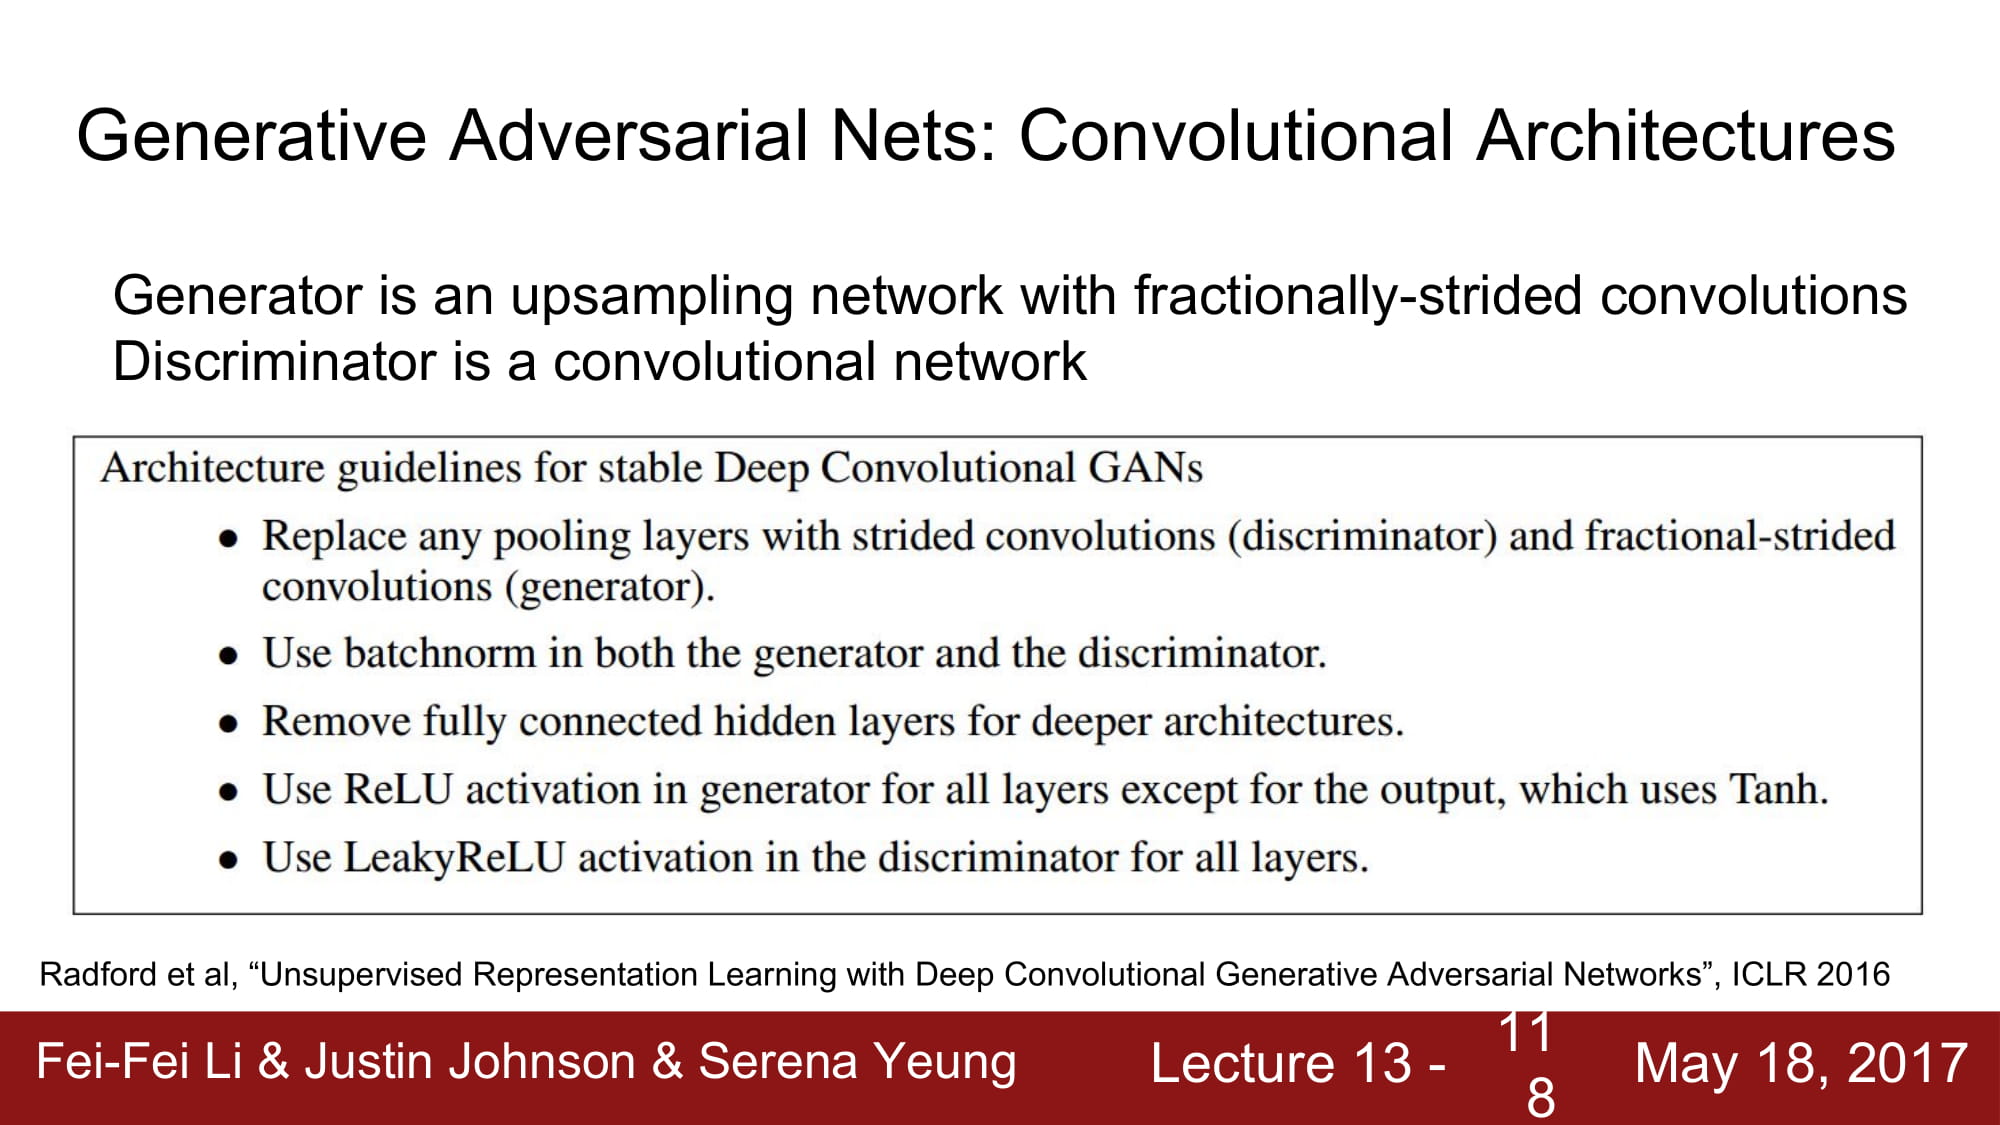 Generative Adversarial Nets: Convolutional Architectures
Generator is an upsampling network with fractionally-strided convolutions
Discriminator is a convolutional network
Architecture guidelines for stable Deep Convolutional GANs
• Replace any pooling layers with strided convolutions (discriminator) and fractional-strided
convolutions (generator).
• Use batchnorm in both the generator and the discriminator.
• Remove fully connected hidden layers for deeper architectures.
• Use ReLU activation in generator for all layers except for the output, which uses Tanh.
• Use LeakyReLU activation in the discriminator for all layers.
Radford et al, “Unsupervised Representation Learning with Deep Convolutional Generative Adversarial Networks”, ICLR 2016
Fei-Fei Li & Justin Johnson & Serena Yeung
Lecture 13 -
11
8
May 18, 2017